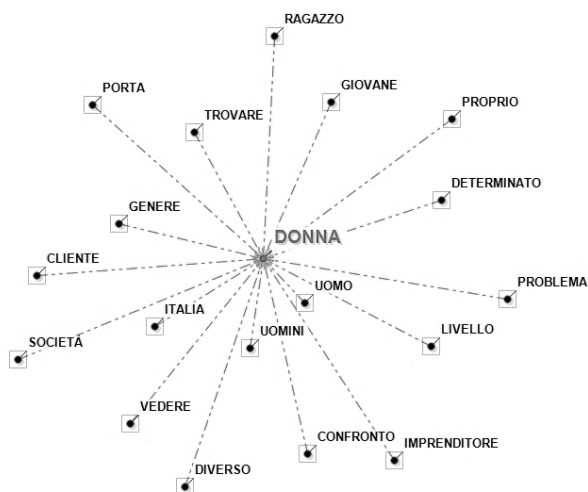 RAGAZZO
GIOVANE
PORTA
PROPRIO
TROVARE
DETERMINATO
GENERE
DONNA
CLIENTE
PROBLEMA
UOMO
ITALIA
UOMINI
LIVELLO
SOCIETÀ
VEDERE
CONFRONTO
IMPRENDITORE
DIVERSO